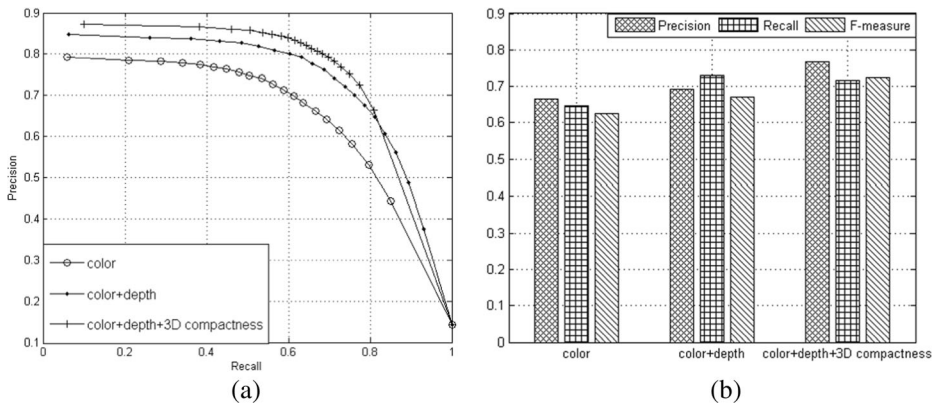 0.9
0.8
0.7
0.6
0.5
0.4
0.3
0.2
0.1
Precision
color
color+depth
color+depth+3D compactness
0 0.2 0.4 0.6 0.8 1
Recall
(a)
0.9
0.8
0.7
0.6
0.5
0.4
0.3
0.2
0.1
0
Precision Recall F-measure
color color+depth color+depth+3D compactness
(b)